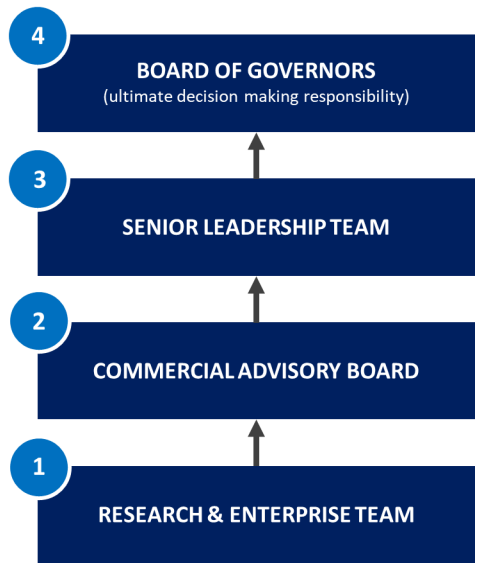 4
BOARD OF GOVERNORS
(ultimate decision making responsibility)
3
SENIOR LEADERSHIP TEAM
2
COMMERCIAL ADVISORY BOARD
1
RESEARCH & ENTERPRISE TEAM